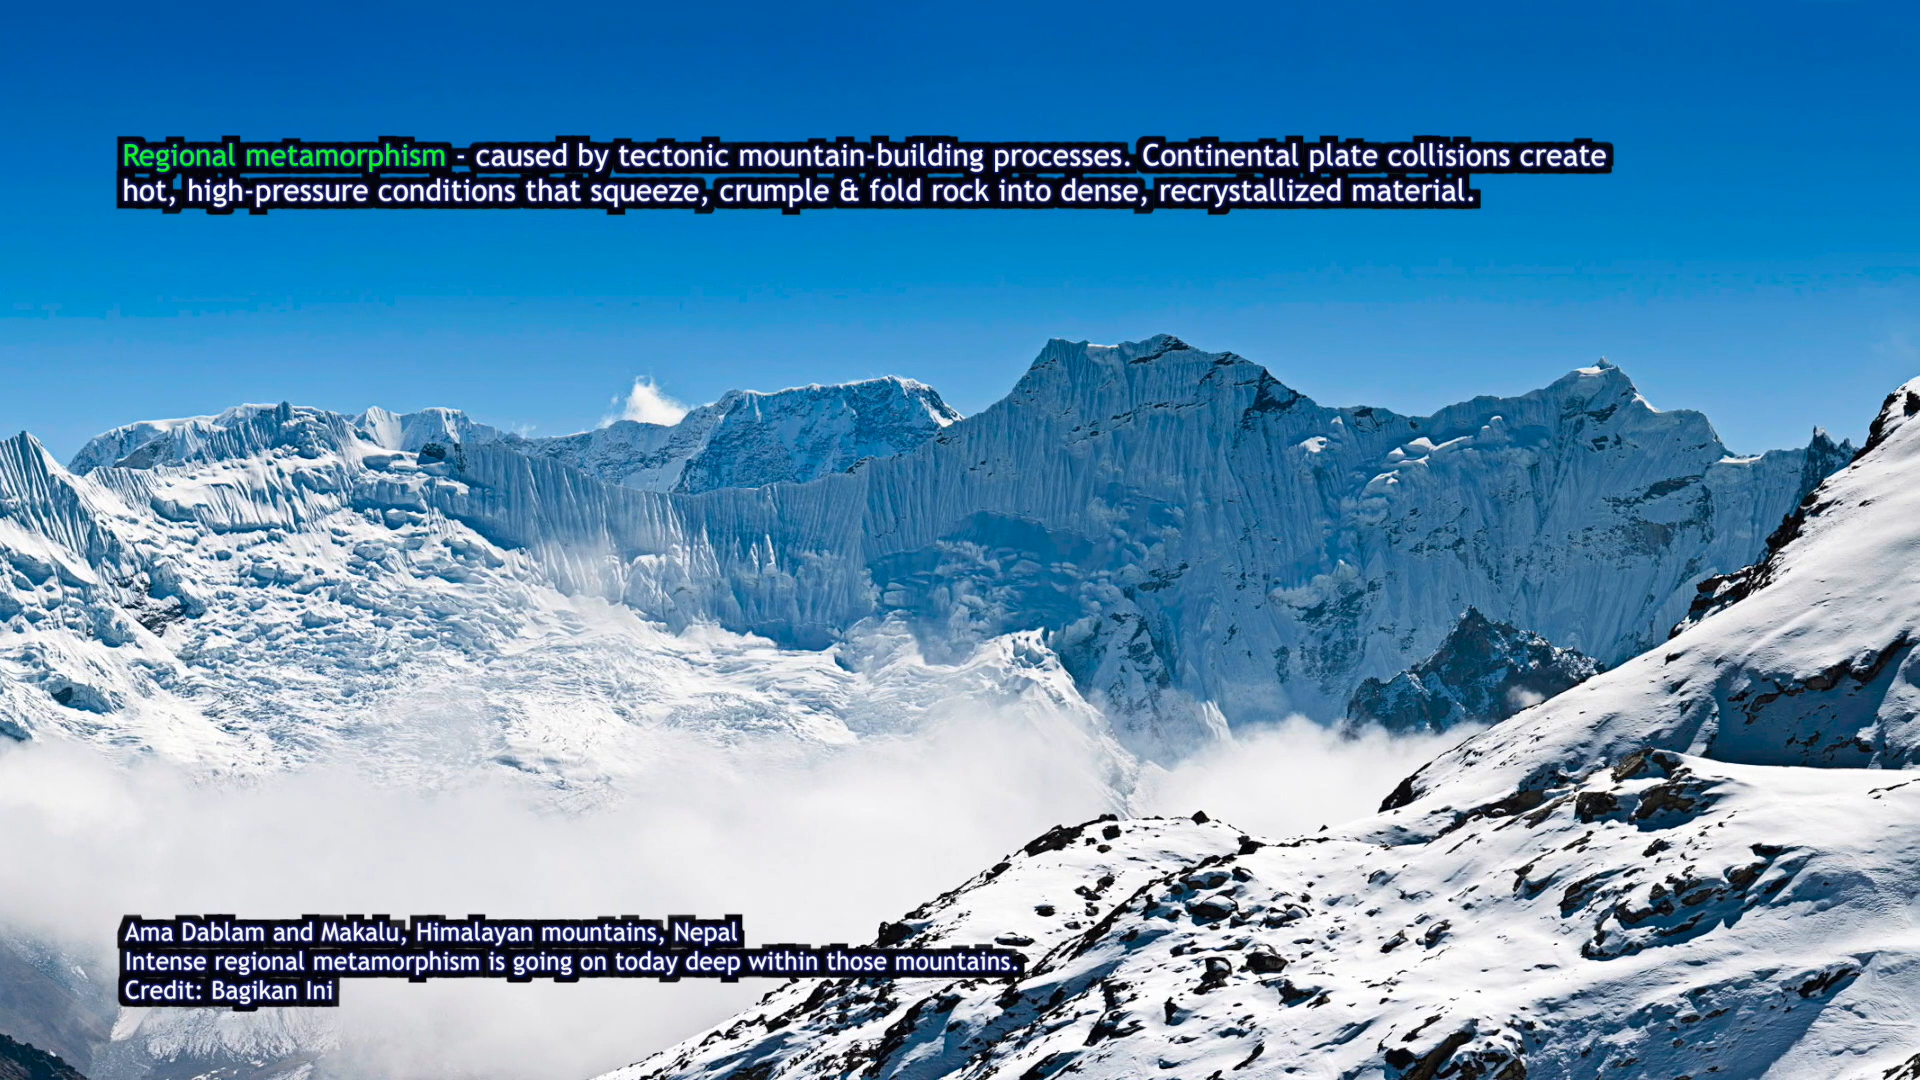 Regional metamorphism - caused by tectonic mountain-building processes. Continental plate collisions create
hot, high-pressure conditions that squeeze, crumple & fold rock into dense, recrystallized material.
Ama Dablam and Makalu, Himalayan mountains, Nepal
Intense regional metamorphism is going on today deep within those mountains.
Credit: Bagikan Ini